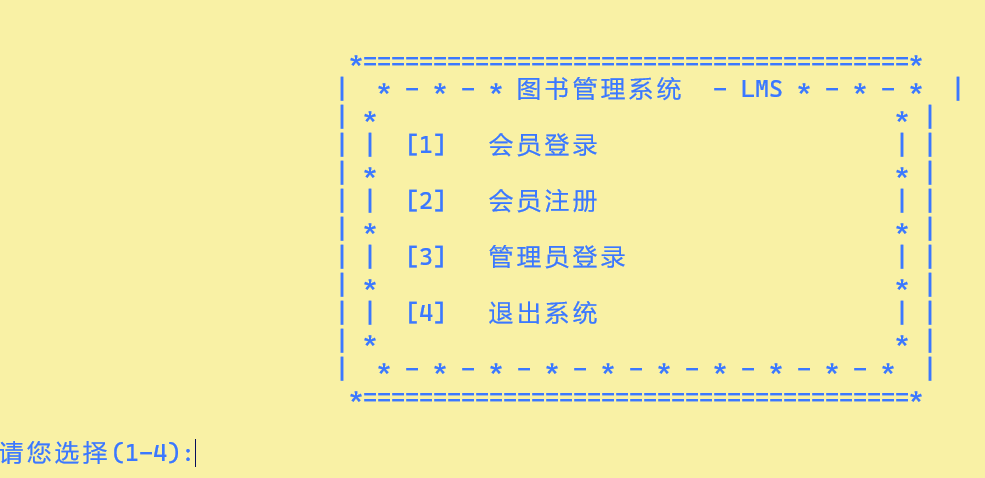 *=======================================*
|  * - * - * 图书管理系统  - LMS * - * - *  |
| *                                     * |
| |  [1]   会员登录                      | |
| *                                     * |
| |  [2]   会员注册                      | |
| *                                     * |
| |  [3]   管理员登录                    | |
| *                                     * |
| |  [4]   退出系统                      | |
| *                                     * |
|  * - * - * - * - * - * - * - * - * - *  |
*=======================================*
请您选择(1-4):